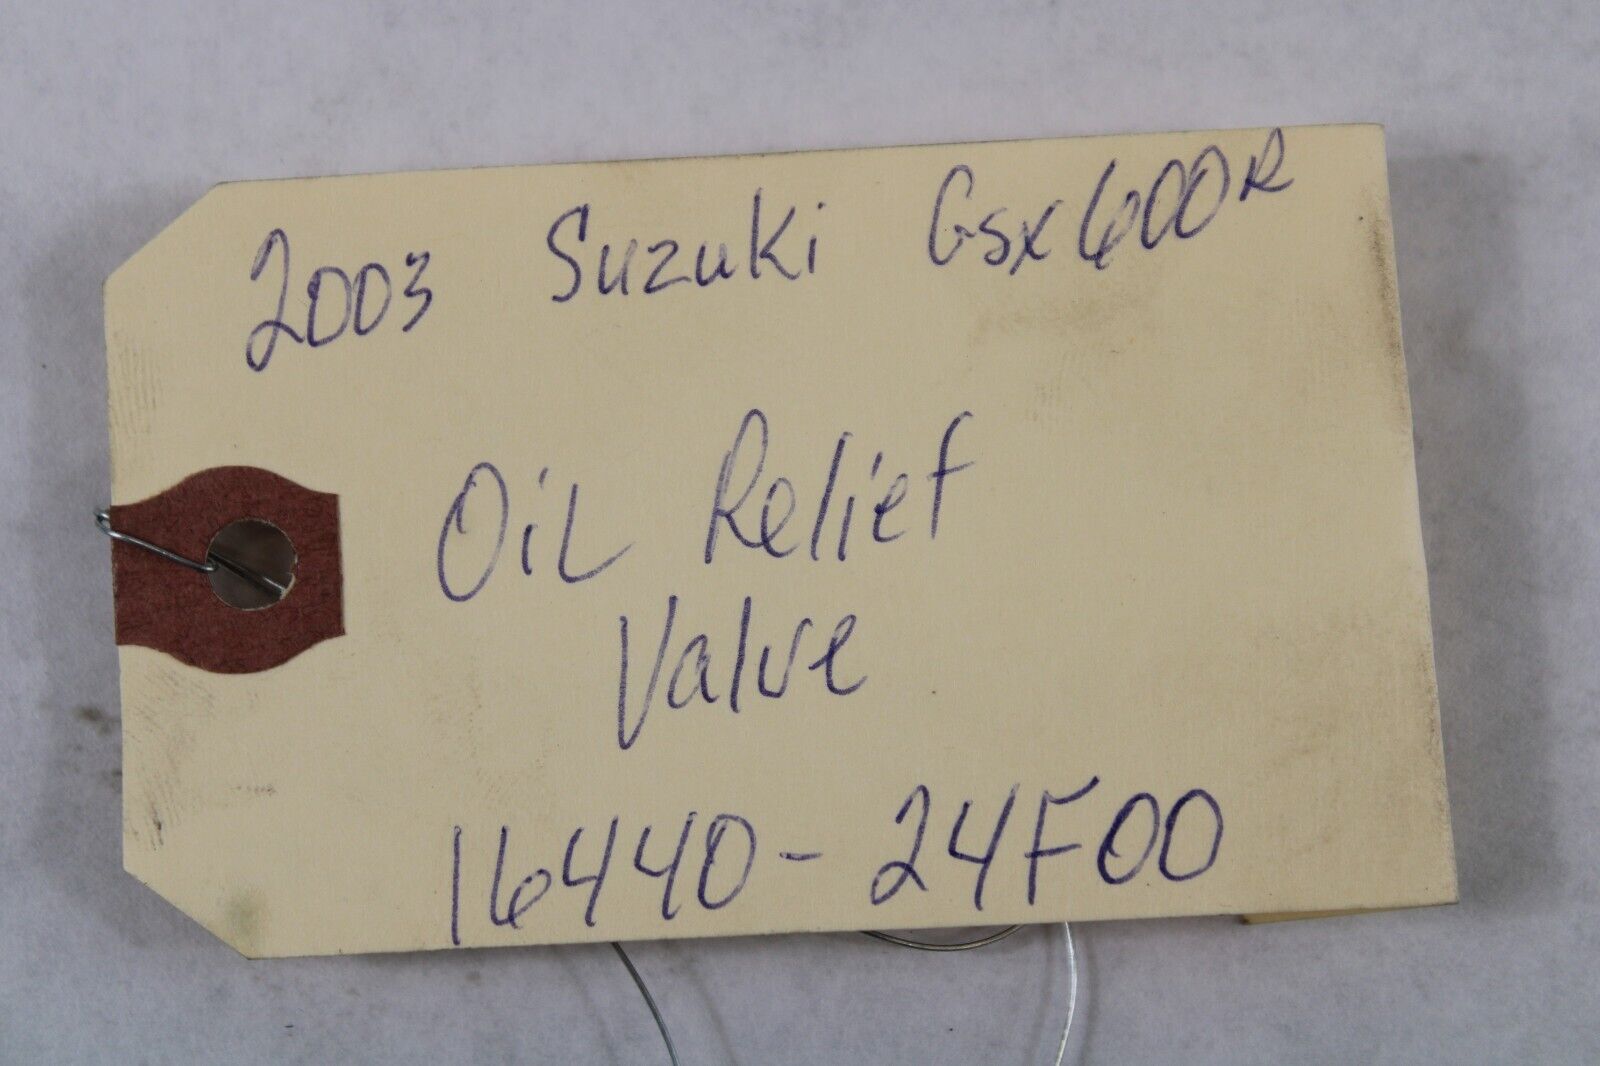 2003 Suzuki Gsx600R
Oil Relief
Valve
16440-24F00